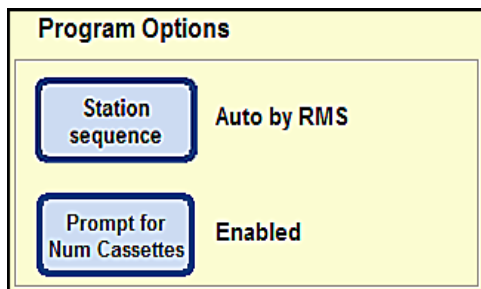 Program Options
Station
sequence
Auto by RMS
Prompt for
Num Cassettes
Enabled